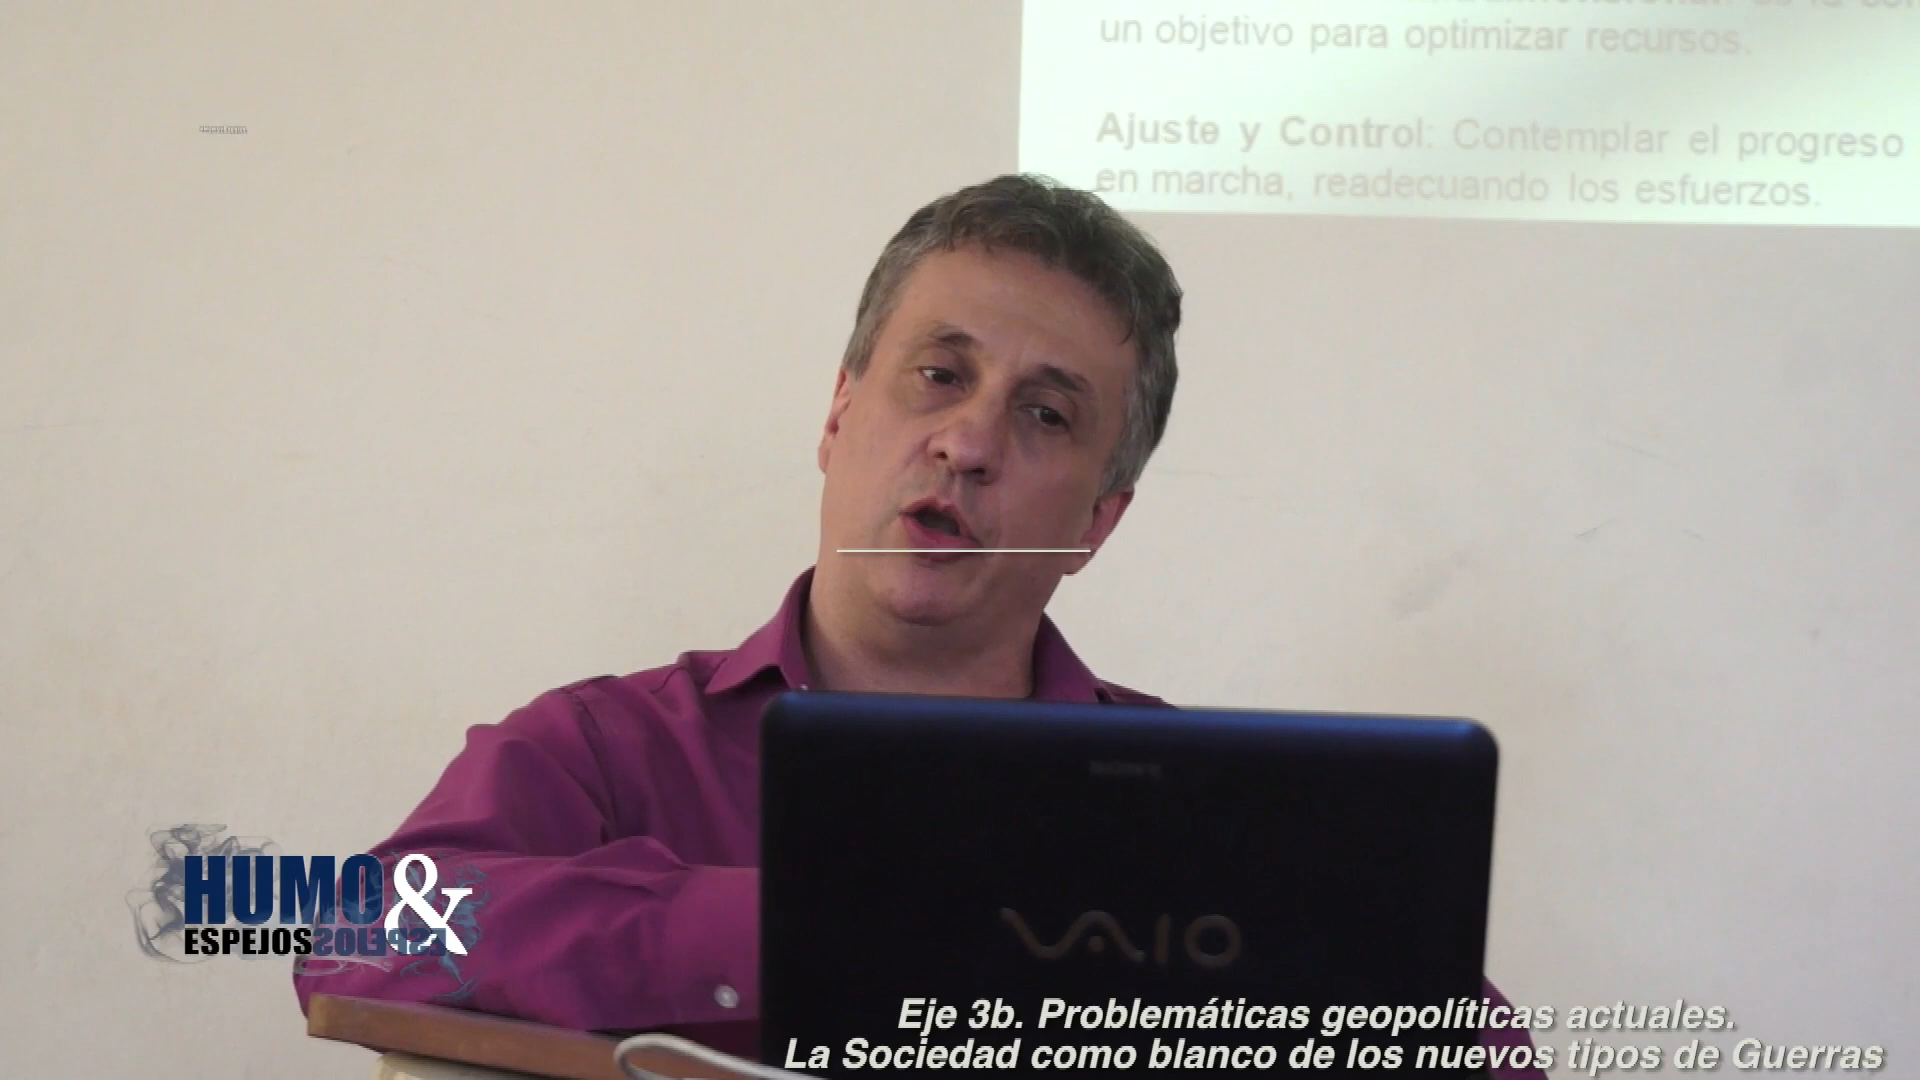 un objetivo para optimizar recursos.
Ajuste y Control: Contemplar el progreso
en marcha, readecuando los esfuerzos.
SONY
VAIO
HUMO&
ESPEJOS
Eje 3b. Problemáticas geopolíticas actuales.
La Sociedad como blanco de los nuevos tipos de Guerras